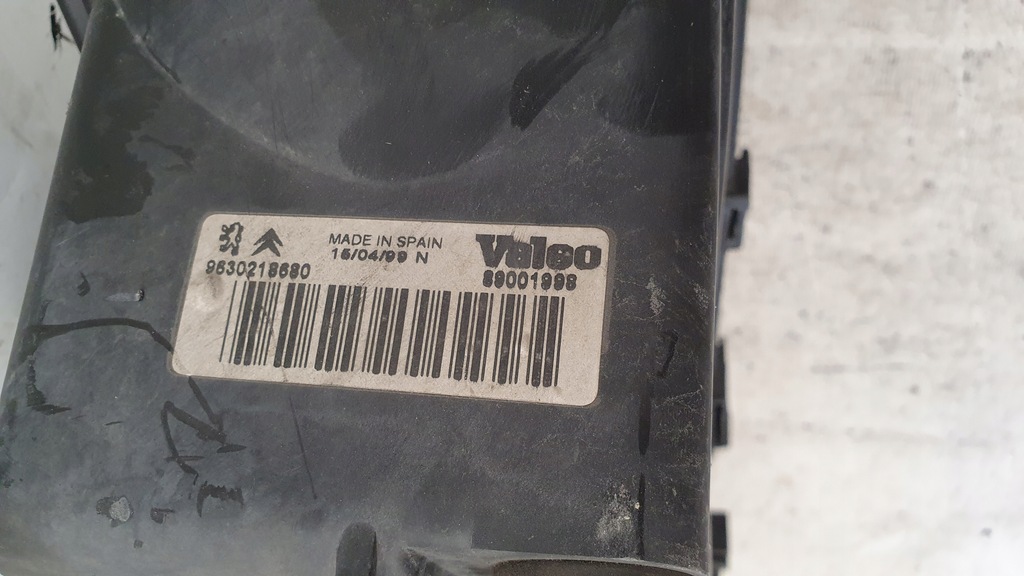 MADE IN SPAIN
15/04/99 N
Valeo
9630218680
89001998